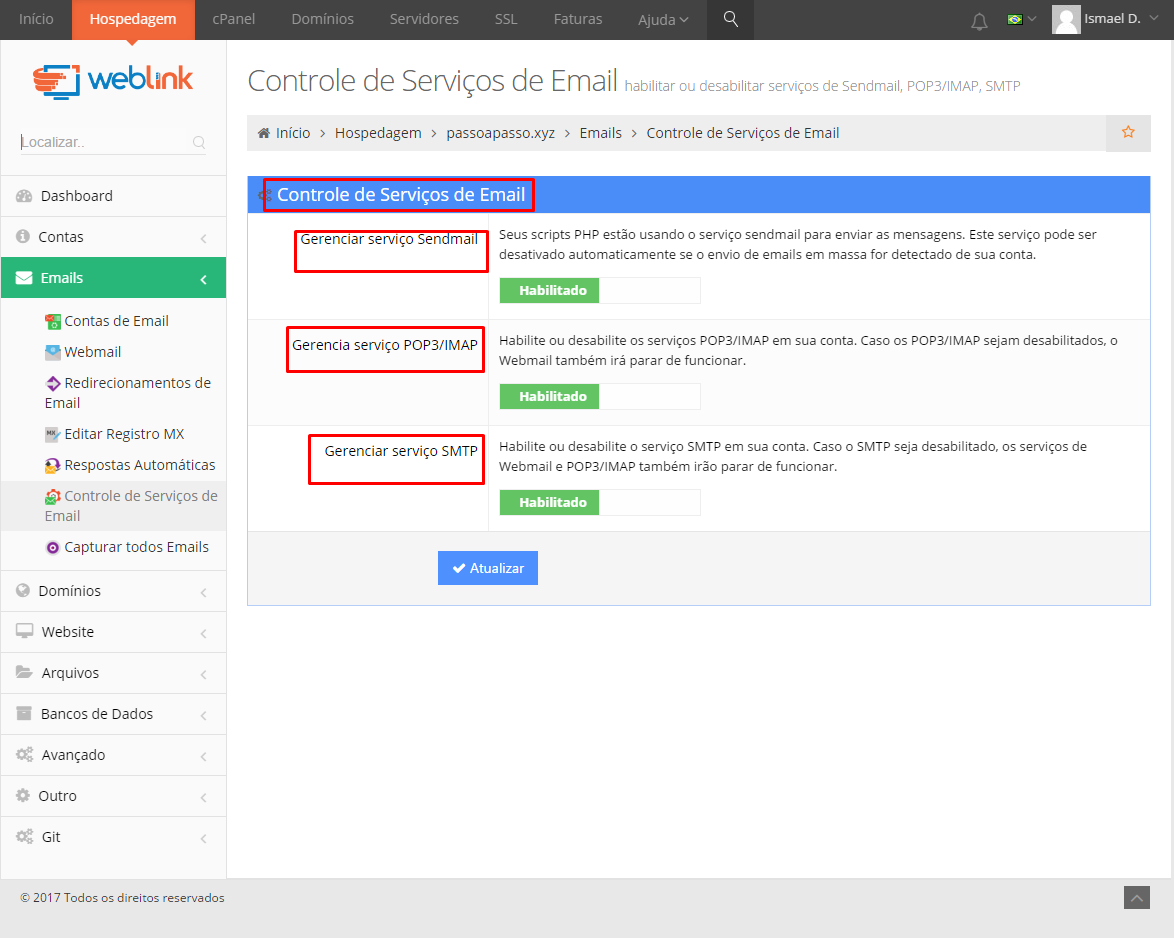 Início Hospedagem cPanel Domínios Servidores SSL Faturas Ajuda Ismael D.
weblink
Localizar..
Dashboard
Contas
Emails
Contas de Email
Webmail
Redirecionamentos de
Email
MX Editar Registro MX
Respostas Automáticas
Controle de Serviços de
Email
Capturar todos Emails
Domínios
Website
Arquivos
Bancos de Dados
Avançado
Outro
Git
Controle de Serviços de Email habilitar ou desabilitar serviços de Sendmail, POP3/IMAP, SMTP
Início > Hospedagem > passoapasso.xyz > Emails > Controle de Serviços de Email
Controle de Serviços de Email
Gerenciar serviço Sendmail
Seus scripts PHP estão usando o serviço sendmail para enviar as mensagens. Este serviço pode ser
desativado automaticamente se o envio de emails em massa for detectado de sua conta.
Habilitado
Gerencia serviço POP3/IMAP
Habilite ou desabilite os serviços POP3/IMAP em sua conta. Caso os POP3/IMAP sejam desabilitados, o
Webmail também irá parar de funcionar.
Habilitado
Gerenciar serviço SMTP
Habilite ou desabilite o serviço SMTP em sua conta. Caso o SMTP seja desabilitado, os serviços de
Webmail e POP3/IMAP também irão parar de funcionar.
Habilitado
Atualizar
© 2017 Todos os direitos reservados